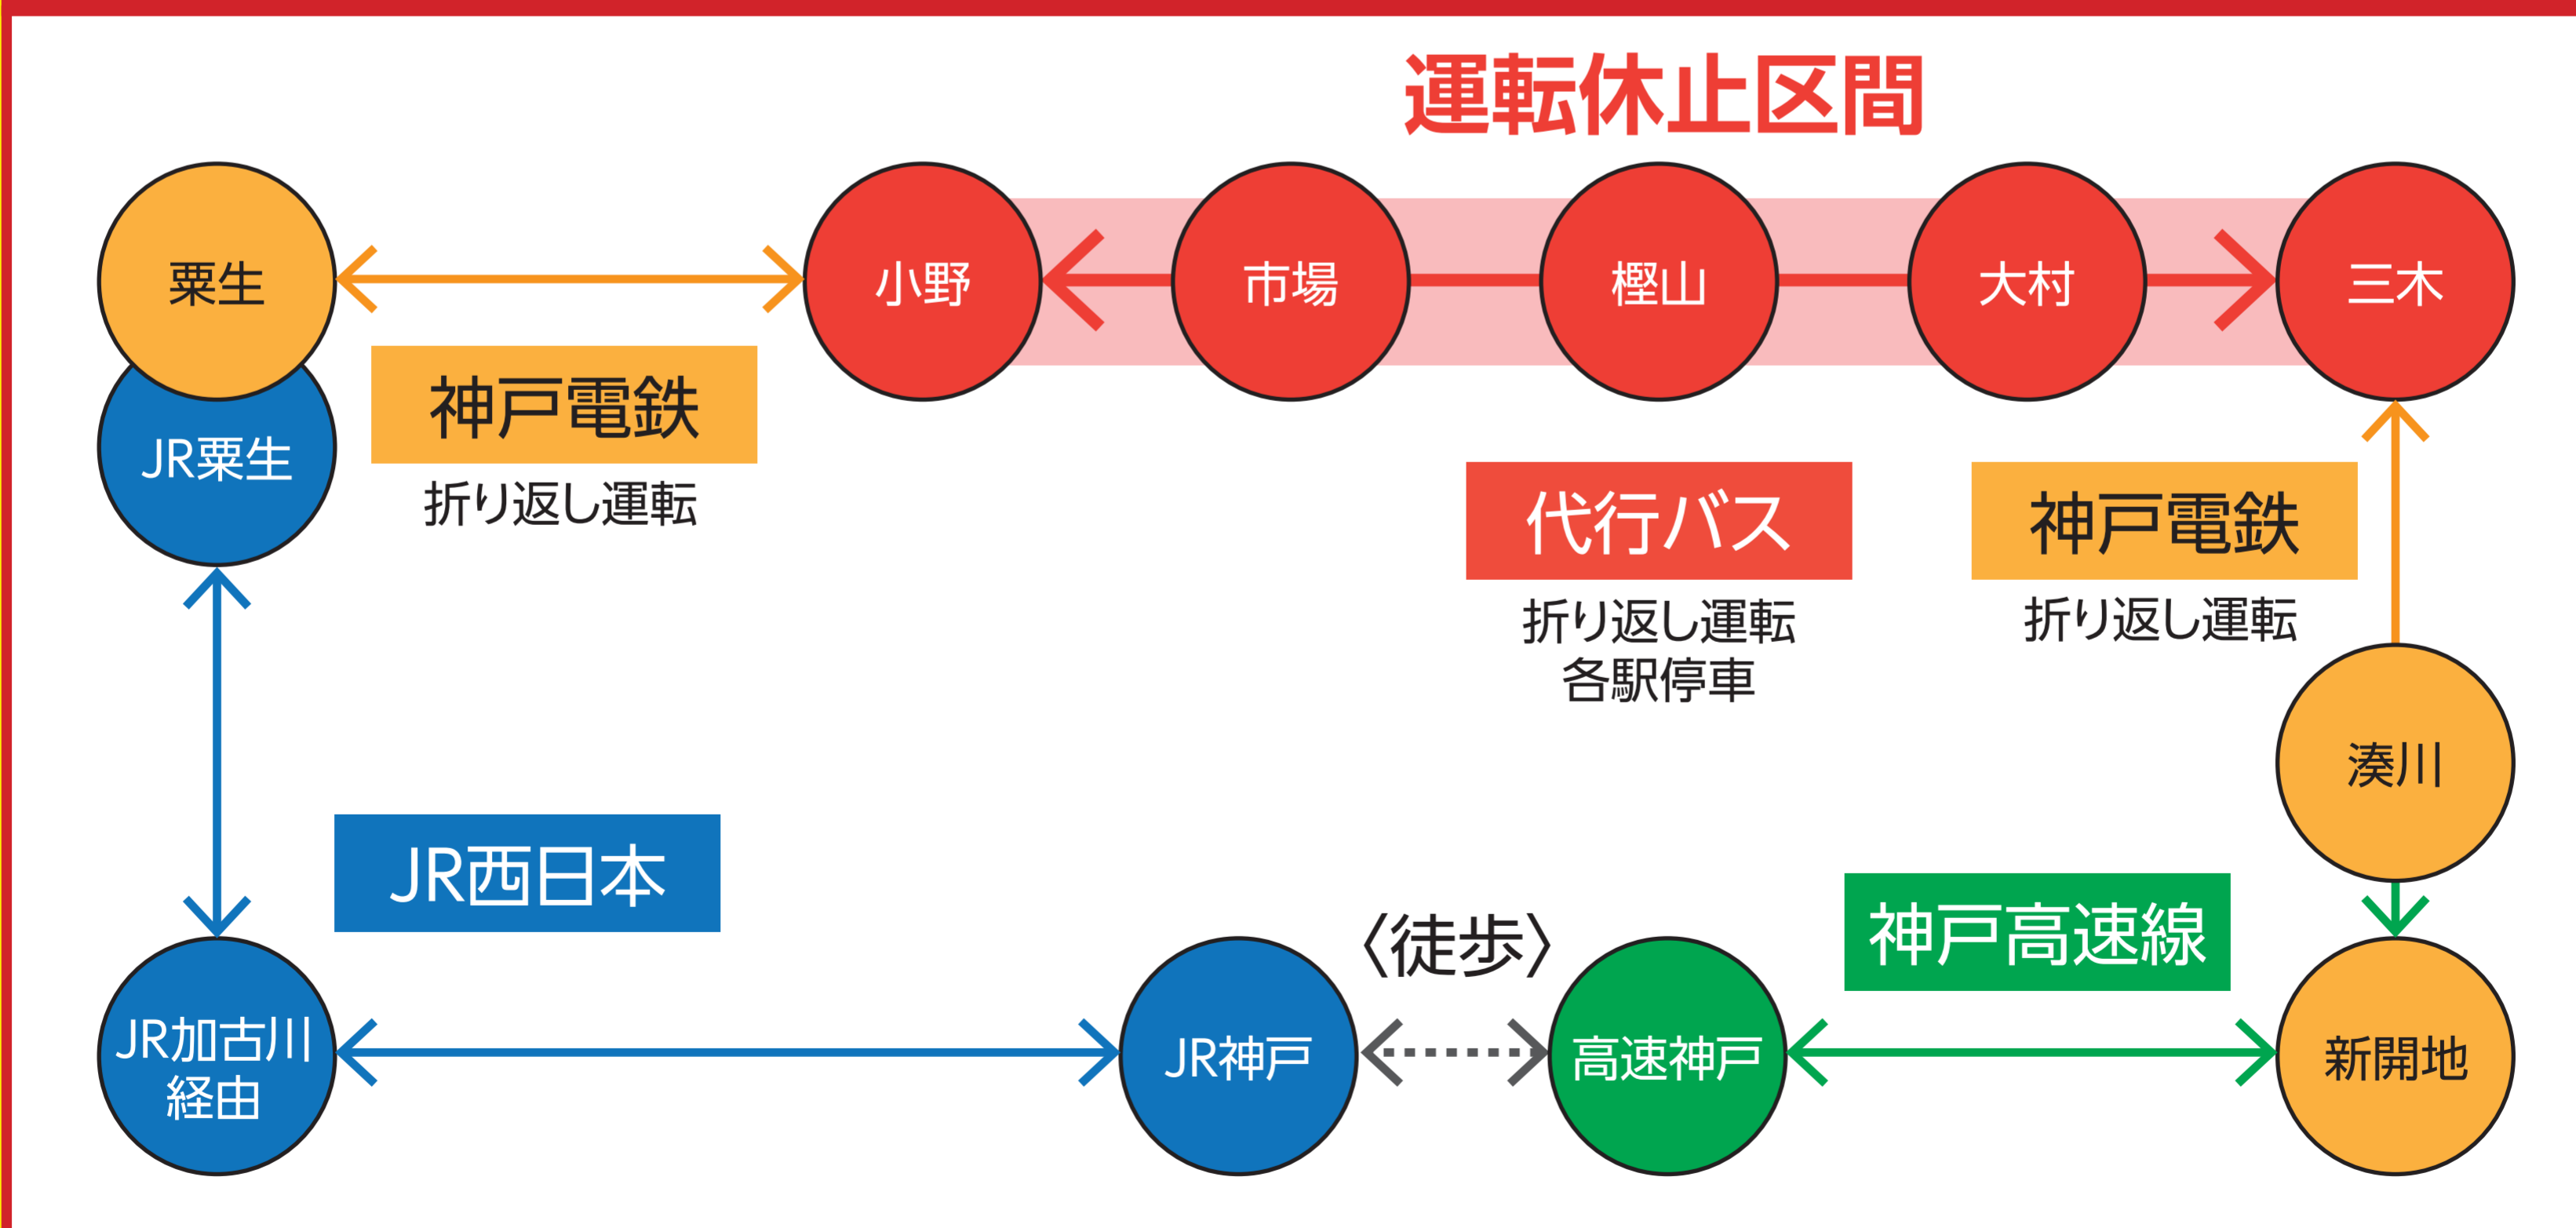 運転休止区間
粟生
小野
市場
樫山
大村
三木
JR粟生
神戸電鉄
折り返し運転
代行バス
折り返し運転
各駅停車
神戸電鉄
折り返し運転
湊川
JR西日本
神戸高速線
〈徒歩〉
JR加古川
経由
JR神戸
高速神戸
新開地